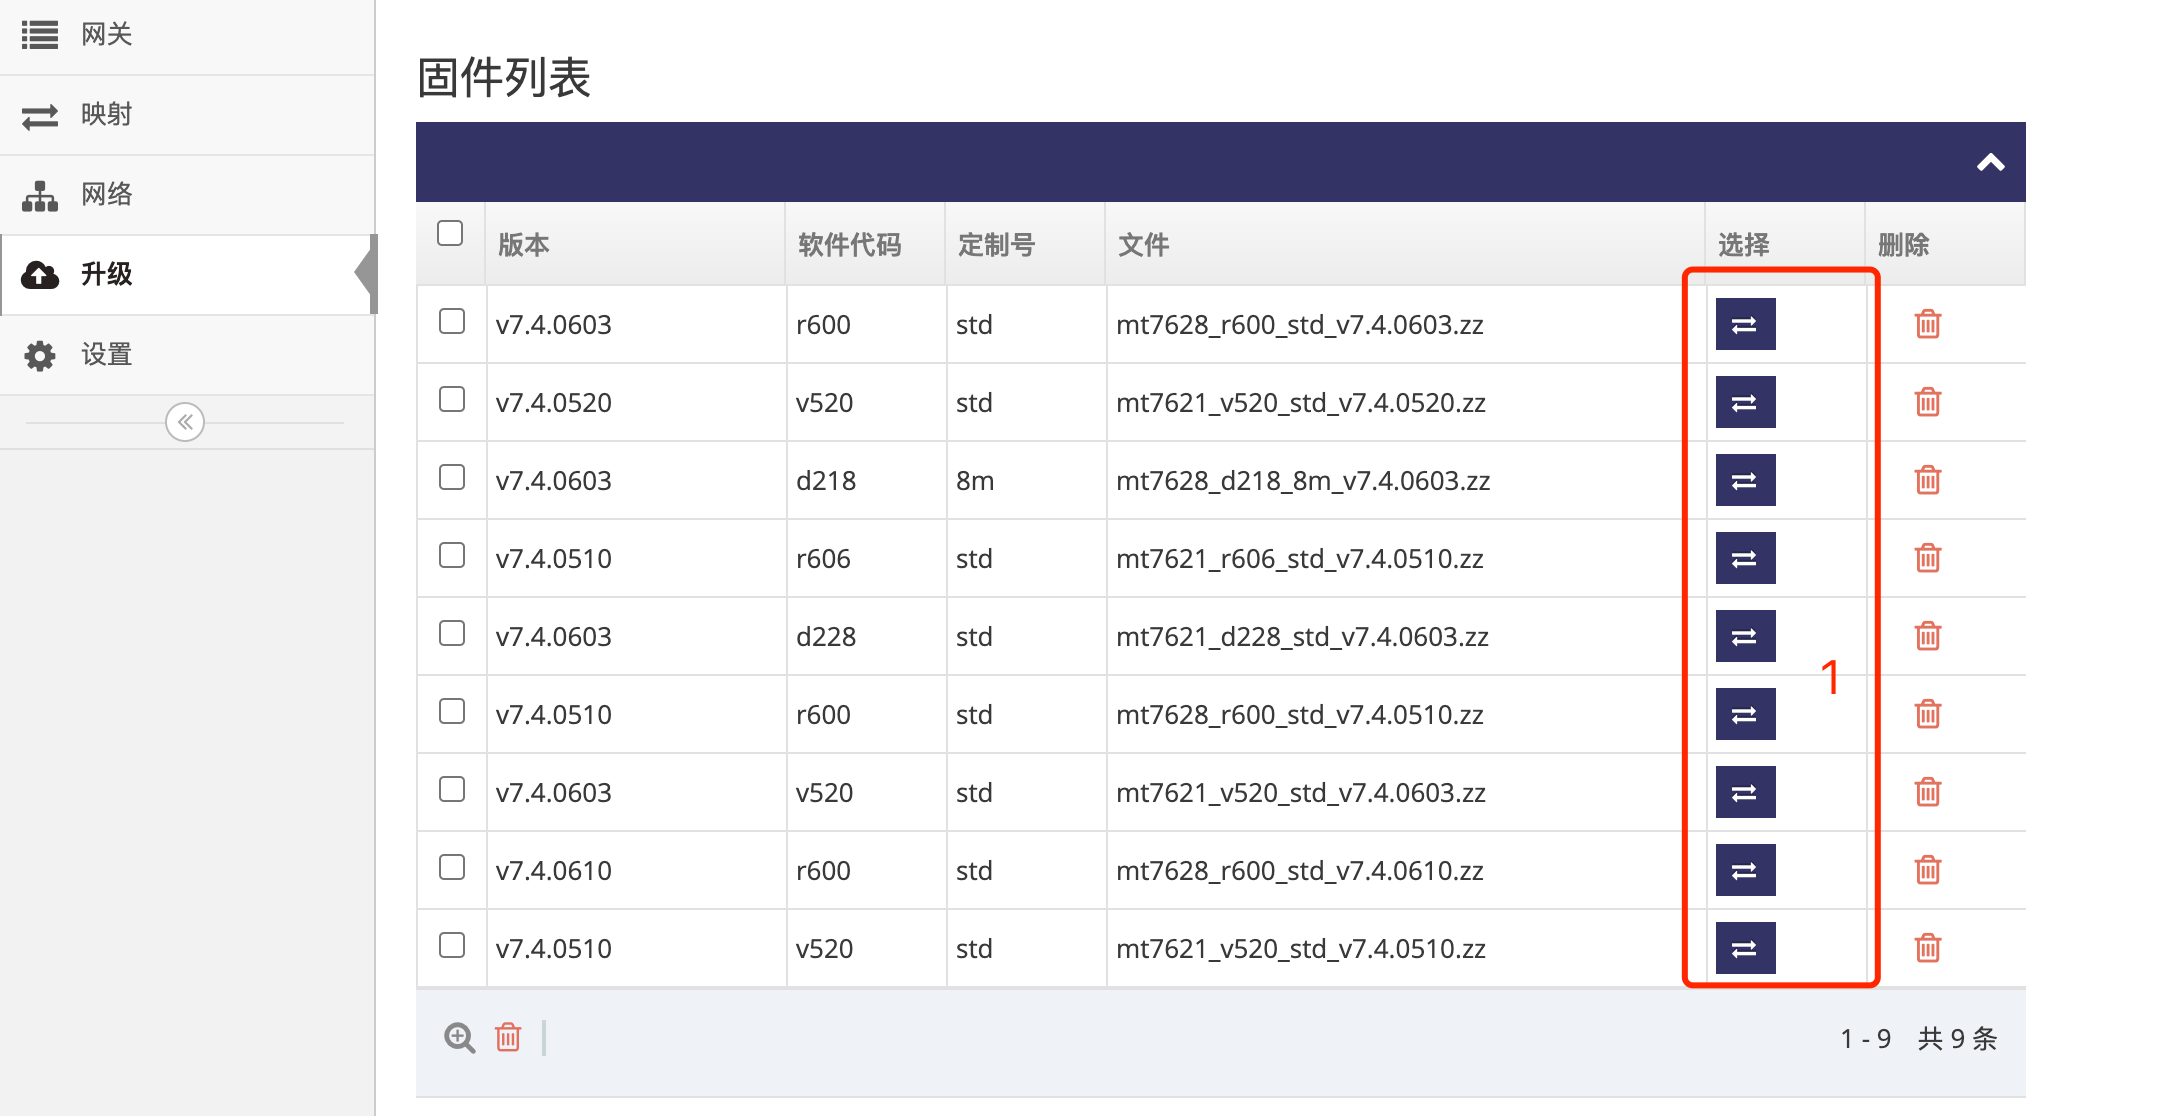 网关
映射
网络
升级
设置
固件列表
版本 软件代码 定制号 文件 选择 删除
v7.4.0603 r600 std mt7628_r600_std_v7.4.0603.zz
v7.4.0520 v520 std mt7621_v520_std_v7.4.0520.zz
v7.4.0603 d218 8m mt7628_d218_8m_v7.4.0603.zz
v7.4.0510 r606 std mt7621_r606_std_v7.4.0510.zz
v7.4.0603 d228 std mt7621_d228_std_v7.4.0603.zz
1
v7.4.0510 r600 std mt7628_r600_std_v7.4.0510.zz
v7.4.0603 v520 std mt7621_v520_std_v7.4.0603.zz
v7.4.0610 r600 std mt7628_r600_std_v7.4.0610.zz
v7.4.0510 v520 std mt7621_v520_std_v7.4.0510.zz
1 - 9 共 9 条